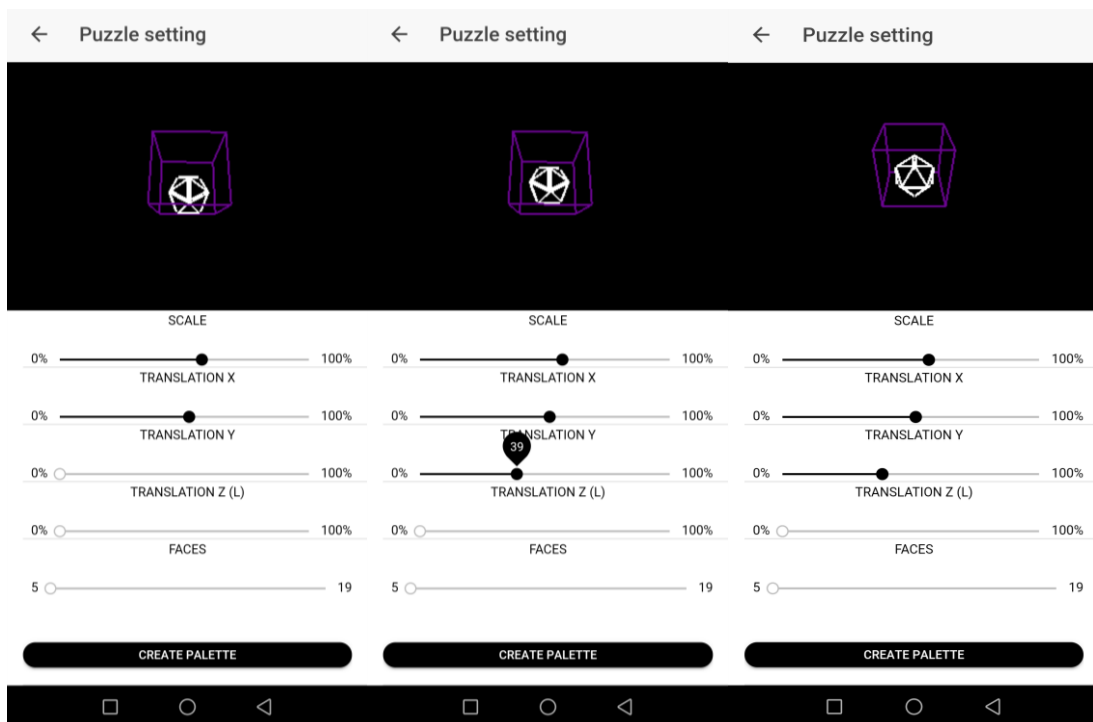 Puzzle setting
SCALE
0% 100%
TRANSLATION X
0% 100%
TRANSLATION Y
0% 100%
TRANSLATION Z (L)
0% 100%
FACES
5 19
CREATE PALETTE
Puzzle setting
SCALE
0% 100%
TRANSLATION X
0% 100%
TRANSLATION Y
39
0% 100%
TRANSLATION Z (L)
0% 100%
FACES
5 19
CREATE PALETTE
Puzzle setting
SCALE
0% 100%
TRANSLATION X
0% 100%
TRANSLATION Y
0% 100%
TRANSLATION Z (L)
0% 100%
FACES
5 19
CREATE PALETTE